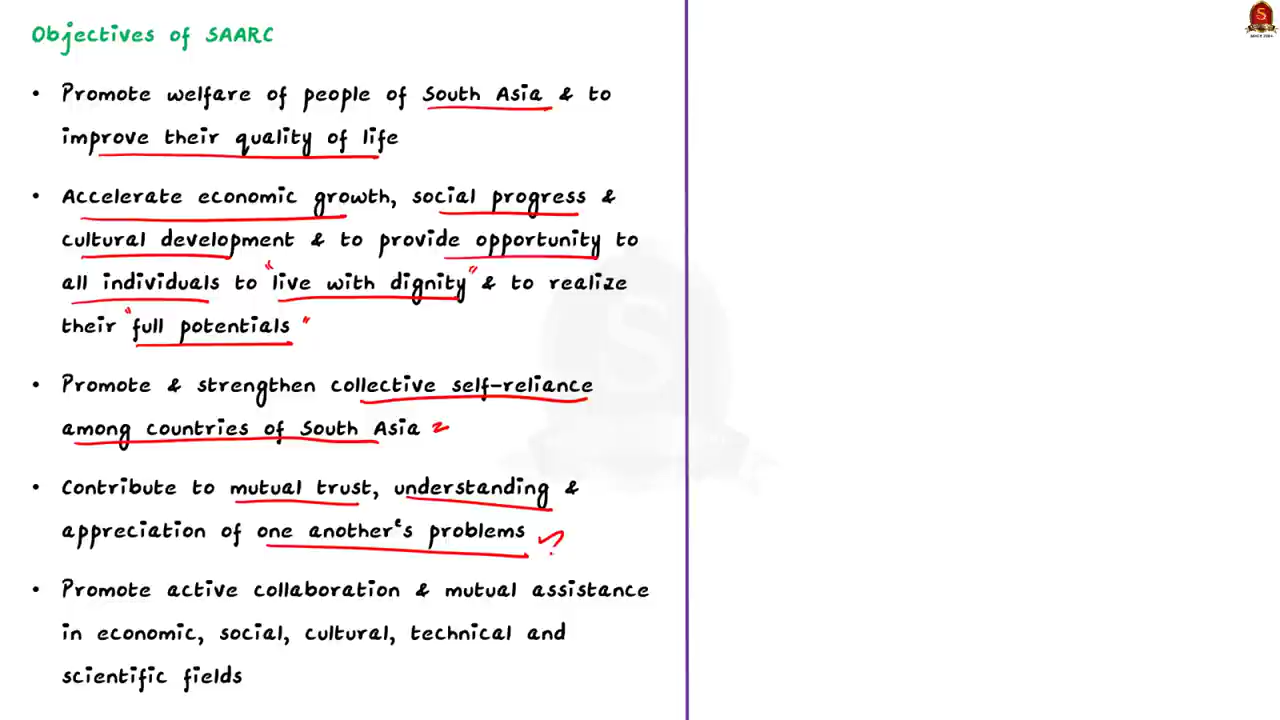 Objectives of SAARC
• Promote welfare of people of South Asia & to
improve their quality of life
• Accelerate economic growth, social progress &
cultural development & to provide opportunity to
all individuals to "live with dignity" & to realize
their "full potentials"
• Promote & strengthen collective self-reliance
among countries of South Asia
• Contribute to mutual trust, understanding &
appreciation of one another's problems
• Promote active collaboration & mutual assistance
in economic, social, cultural, technical and
scientific fields
S
S